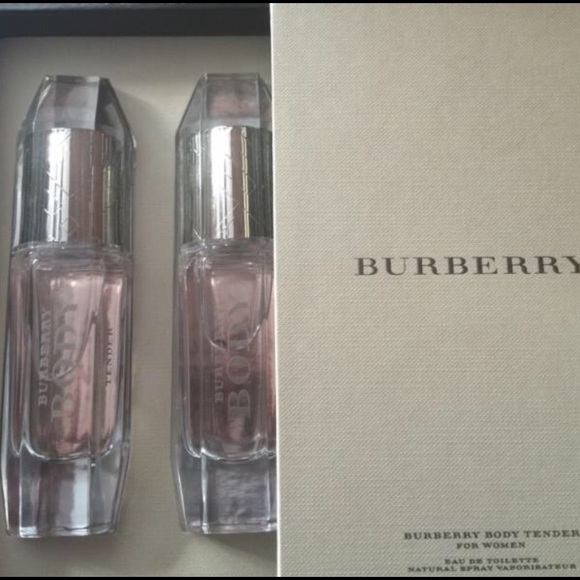 BURBERRY
BODY
TENDER
BURBERRY
BODY
BURBERRY
BURBERRY BODY TENDER
FOR WOMEN
EAU DE TOILETTE
NATURAL SPRAY VAPORISATEUR